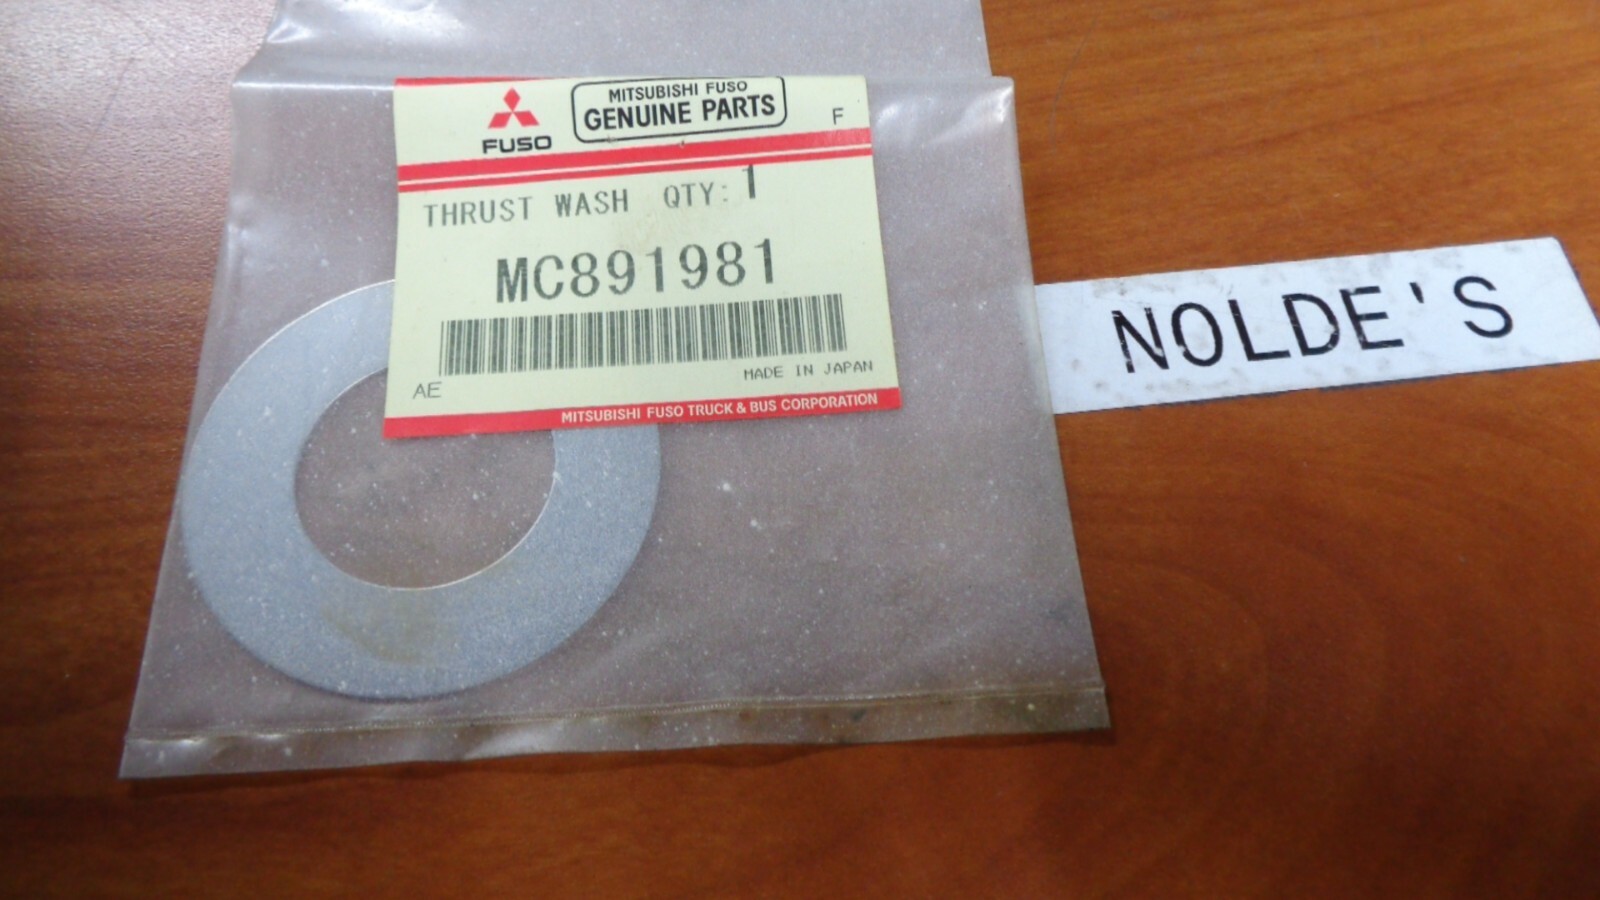 MITSUBISHI FUSO
GENUINE PARTS
FUSO
F
THRUST WASH QTY: 1
MC891981
AE
MADE IN JAPAN
MITSUBISHI FUSO TRUCK & BUS CORPORATION
NOLDE'S